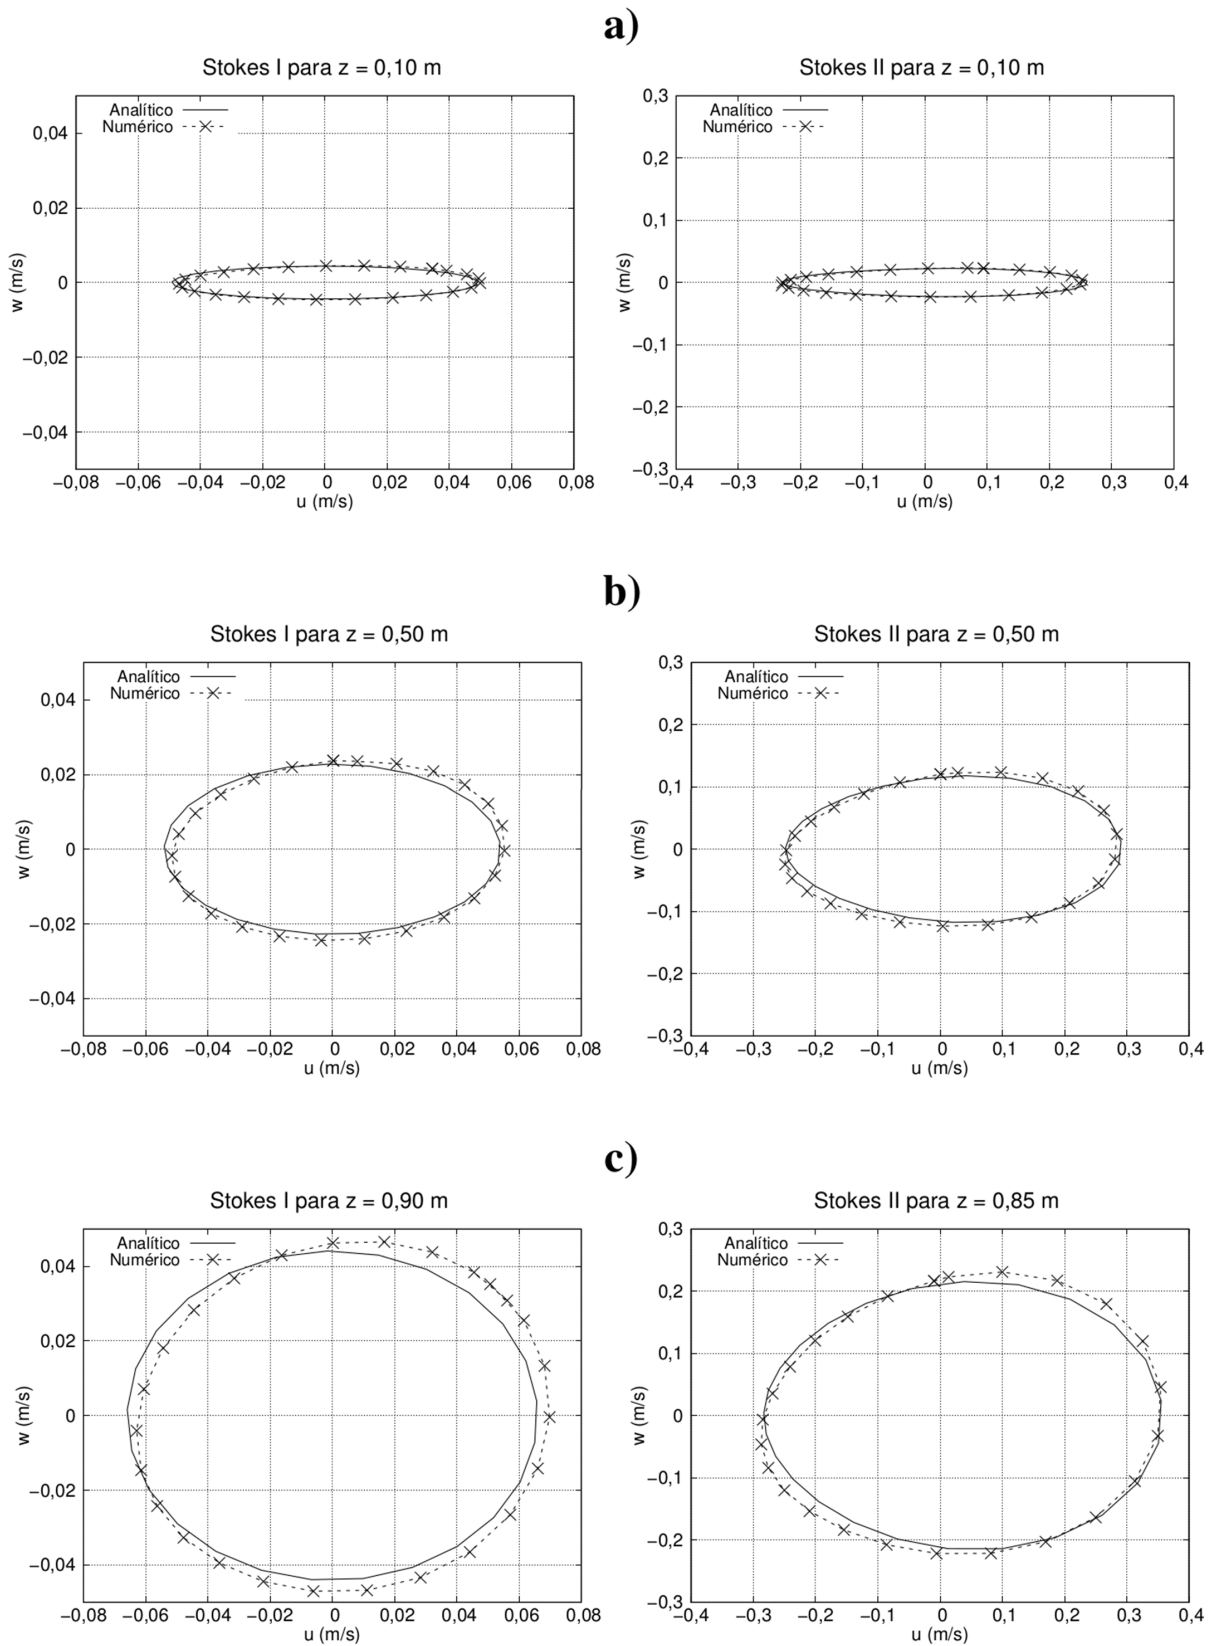 a)
Stokes I para z = 0,10 m
Analítico
Numérico
0,04
0,02
0
−0,02
−0,04
w (m/s)
−0,08 −0,06 −0,04 −0,02 0 0,02 0,04 0,06 0,08
u (m/s)
Stokes II para z = 0,10 m
Analítico
Numérico
0,3
0,2
0,1
0
−0,1
−0,2
−0,3
w (m/s)
−0,4 −0,3 −0,2 −0,1 0 0,1 0,2 0,3 0,4
u (m/s)
b)
Stokes I para z = 0,50 m
Analítico
Numérico
0,04
0,02
0
−0,02
−0,04
w (m/s)
−0,08 −0,06 −0,04 −0,02 0 0,02 0,04 0,06 0,08
u (m/s)
Stokes II para z = 0,50 m
Analítico
Numérico
0,3
0,2
0,1
0
−0,1
−0,2
−0,3
w (m/s)
−0,4 −0,3 −0,2 −0,1 0 0,1 0,2 0,3 0,4
u (m/s)
c)
Stokes I para z = 0,90 m
Analítico
Numérico
0,04
0,02
0
−0,02
−0,04
w (m/s)
−0,08 −0,06 −0,04 −0,02 0 0,02 0,04 0,06 0,08
u (m/s)
Stokes II para z = 0,85 m
Analítico
Numérico
0,3
0,2
0,1
0
−0,1
−0,2
−0,3
w (m/s)
−0,4 −0,3 −0,2 −0,1 0 0,1 0,2 0,3 0,4
u (m/s)